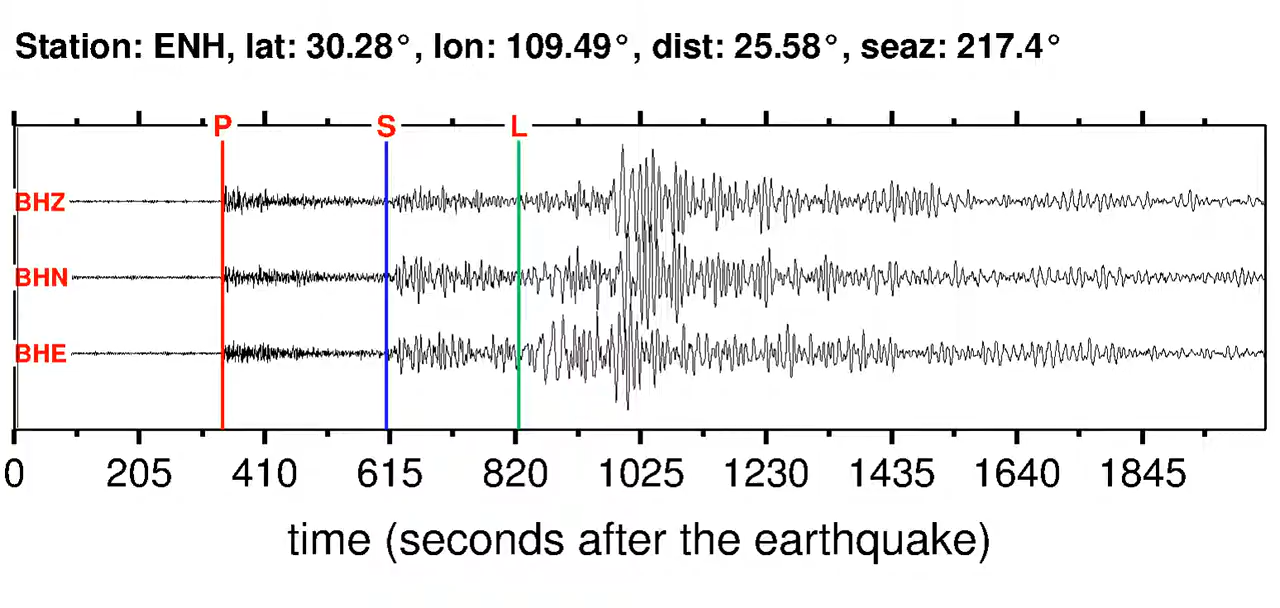 Station: ENH, lat: 30.28°, lon: 109.49°, dist: 25.58°, seaz: 217.4°
P S L
BHZ
BHN
BHE
0 205 410 615 820 1025 1230 1435 1640 1845
time (seconds after the earthquake)